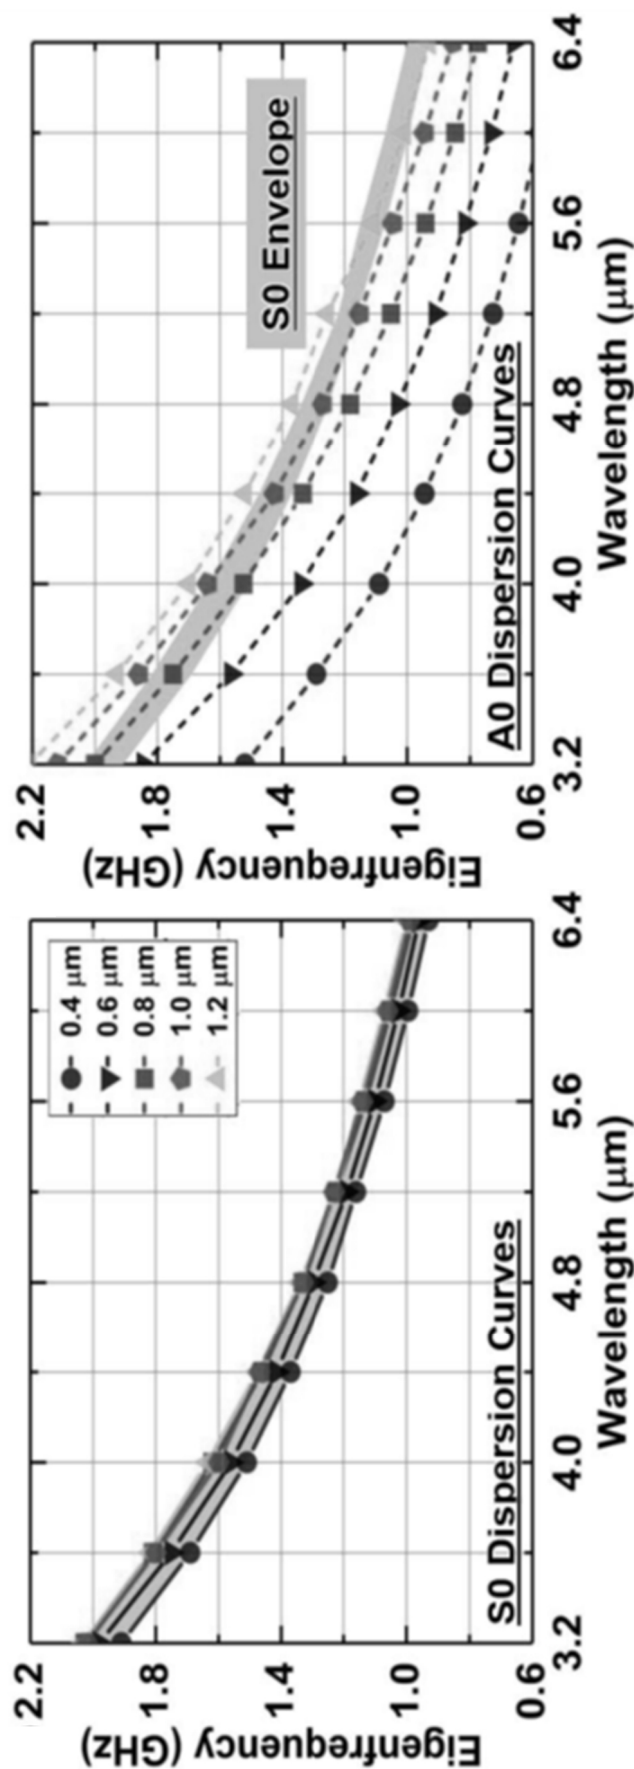 2.2
1.8
1.4
1.0
0.6
Eigenfrequency (GHz)
0.4 μm
0.6 μm
0.8 μm
1.0 μm
1.2 μm
S0 Dispersion Curves
3.2
4.0
4.8
5.6
6.4
Wavelength (μm)
2.2
1.8
1.4
1.0
0.6
Eigenfrequency (GHz)
S0 Envelope
A0 Dispersion Curves
3.2
4.0
4.8
5.6
6.4
Wavelength (μm)